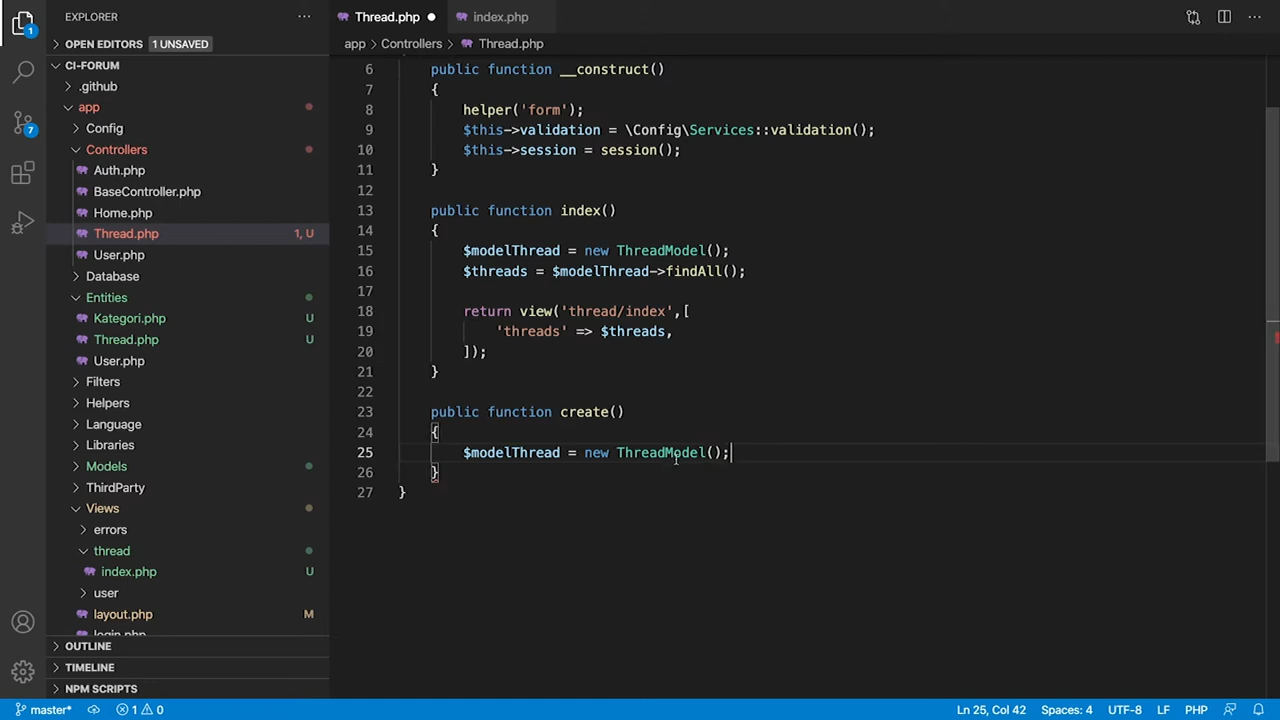 EXPLORER
OPEN EDITORS 1 UNSAVED
CI-FORUM
.github
app
Config
Controllers
Auth.php
BaseController.php
Home.php
Thread.php 1, U
User.php
Database
Entities
Kategori.php U
Thread.php U
User.php
Filters
Helpers
Language
Libraries
Models
ThirdParty
Views
errors
thread
index.php U
user
layout.php M
login.php
OUTLINE
TIMELINE
NPM SCRIPTS
1
7
Thread.php
index.php
app > Controllers > Thread.php
6 public function __construct()
7 {
8 helper('form');
9 $this->validation = \Config\Services::validation();
10 $this->session = session();
11 }
12
13 public function index()
14 {
15 $modelThread = new ThreadModel();
16 $threads = $modelThread->findAll();
17
18 return view('thread/index',[
19 'threads' => $threads,
20 ]);
21 }
22
23 public function create()
24 {
25 $modelThread = new ThreadModel();
26 }
27 }
master* 1 0 Ln 25, Col 42 Spaces: 4 UTF-8 LF PHP